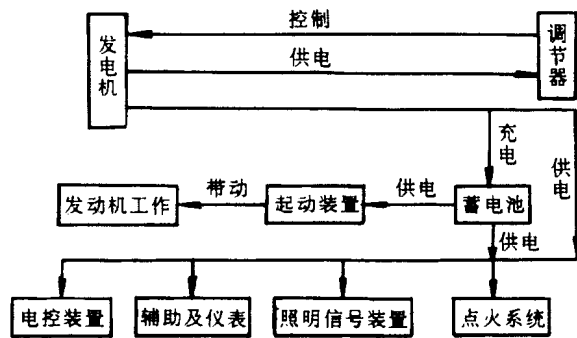 控制
发电机
调节器
供电
充电
供电
带动
供电
发动机工作
起动装置
蓄电池
供电
电控装置
辅助及仪表
照明信号装置
点火系统